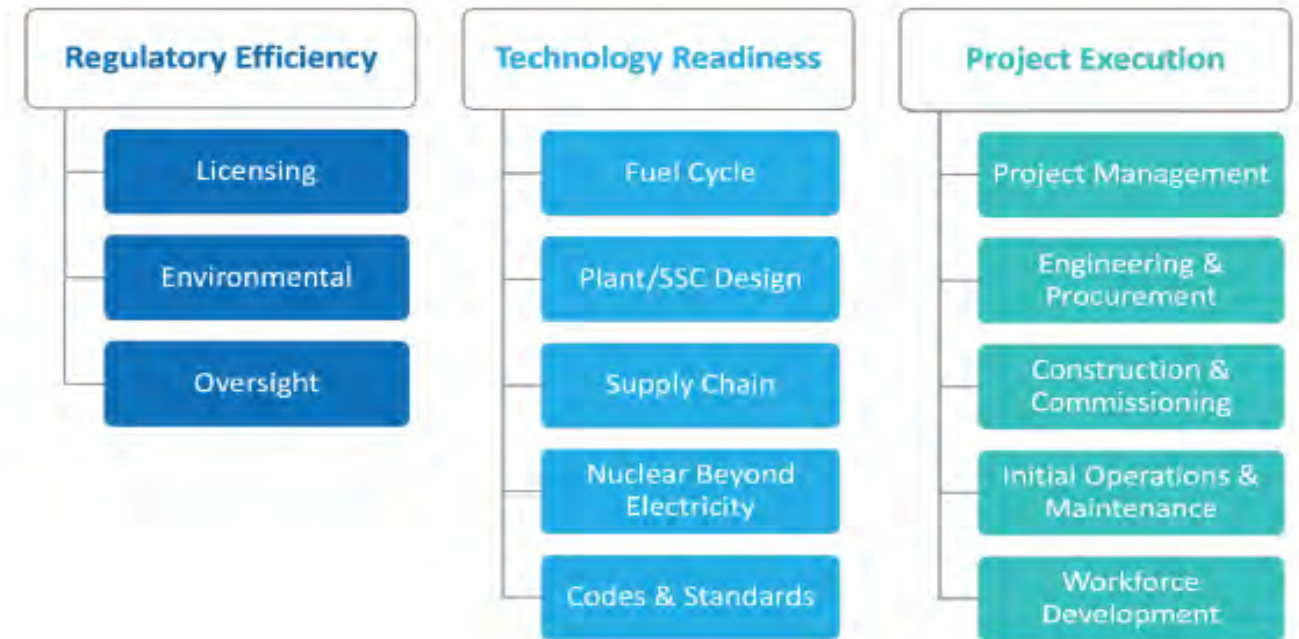 Regulatory Efficiency
Licensing
Environmental
Oversight
Technology Readiness
Fuel Cycle
Plant/SSC Design
Supply Chain
Nuclear Beyond
Electricity
Codes & Standards
Project Execution
Project Management
Engineering &
Procurement
Construction &
Commissioning
Initial Operations &
Maintenance
Workforce
Development